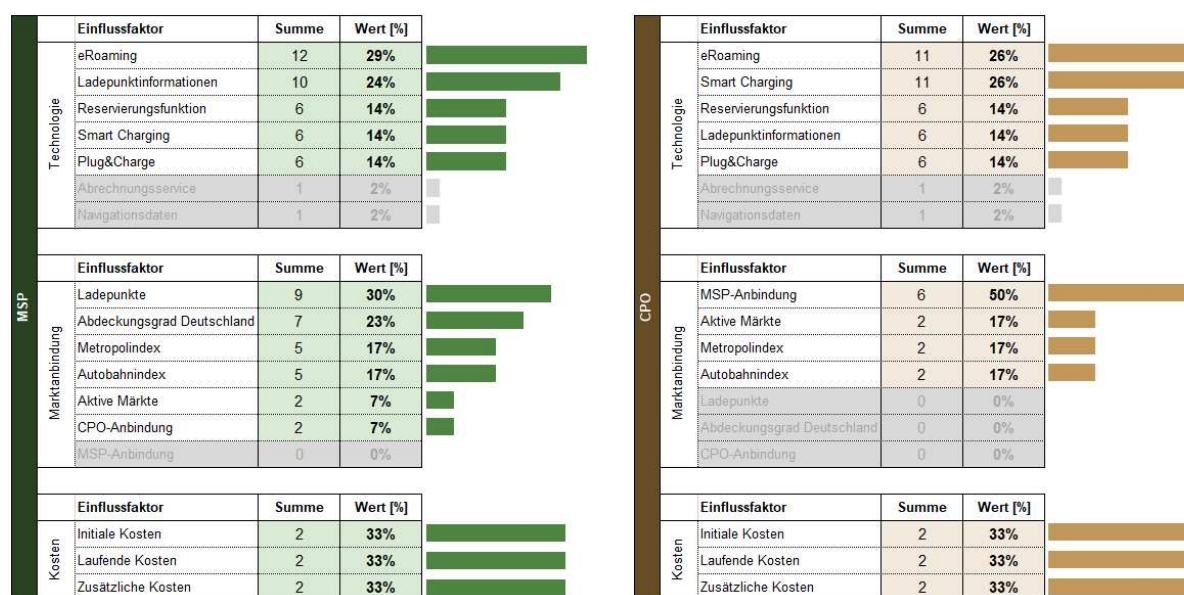 MSP
Technologie
Einflussfaktor Summe Wert [%]
eRoaming 12 29%
Ladepunktinformationen 10 24%
Reservierungsfunktion 6 14%
Smart Charging 6 14%
Plug&Charge 6 14%
Abrechnungsservice 1 2%
Navigationsdaten 1 2%
Marktanbindung
Einflussfaktor Summe Wert [%]
Ladepunkte 9 30%
Abdeckungsgrad Deutschland 7 23%
Metropolindex 5 17%
Autobahnindex 5 17%
Aktive Märkte 2 7%
CPO-Anbindung 2 7%
MSP-Anbindung 0 0%
Kosten
Einflussfaktor Summe Wert [%]
Initiale Kosten 2 33%
Laufende Kosten 2 33%
Zusätzliche Kosten 2 33%
CPO
Technologie
Einflussfaktor Summe Wert [%]
eRoaming 11 26%
Smart Charging 11 26%
Reservierungsfunktion 6 14%
Ladepunktinformationen 6 14%
Plug&Charge 6 14%
Abrechnungsservice 1 2%
Navigationsdaten 1 2%
Marktanbindung
Einflussfaktor Summe Wert [%]
MSP-Anbindung 6 50%
Aktive Märkte 2 17%
Metropolindex 2 17%
Autobahnindex 2 17%
Ladepunkte 0 0%
Abdeckungsgrad Deutschland 0 0%
CPO-Anbindung 0 0%
Kosten
Einflussfaktor Summe Wert [%]
Initiale Kosten 2 33%
Laufende Kosten 2 33%
Zusätzliche Kosten 2 33%